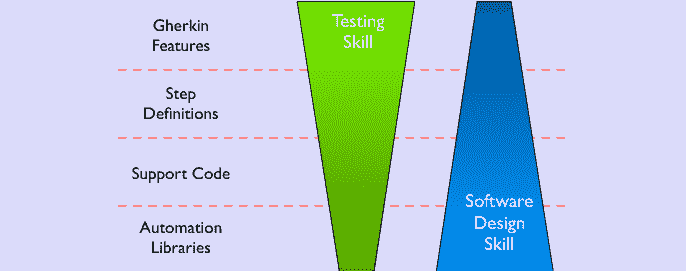 Gherkin
Features
Testing
Skill
Step
Definitions
Support Code
Automation
Libraries
Software
Design
Skill